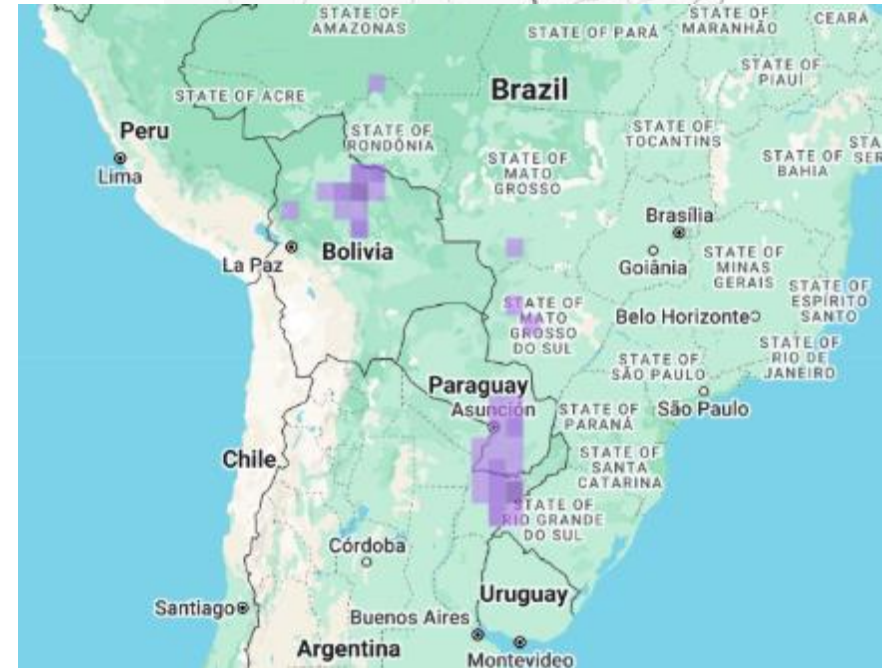 STATE OF
AMAZONAS
STATE OF PARÁ
STATE OF
MARANHÃO
CEARÁ
STATE OF
PIAUÍ
STATE OF ACRE
Brazil
Peru
Lima
STATE OF
RONDÔNIA
STATE OF
TOCANTINS
STATE OF
MATO
GROSSO
STATE OF
BAHIA
STA
SER
Brasília
Goiânia
La Paz
Bolivia
STATE OF
MINAS
GERAIS
STATE OF
ESPÍRITO
SANTO
STATE OF
MATO
GROSSO
DO SUL
Belo Horizonte
STATE OF
RIO DE
JANEIRO
STATE OF
SÃO PAULO
Paraguay
Asunción
STATE OF
PARANÁ
São Paulo
Chile
STATE OF
SANTA
CATARINA
STATE OF
RIO GRANDE
DO SUL
Córdoba
Santiago
Buenos Aires
Uruguay
Argentina
Montevideo